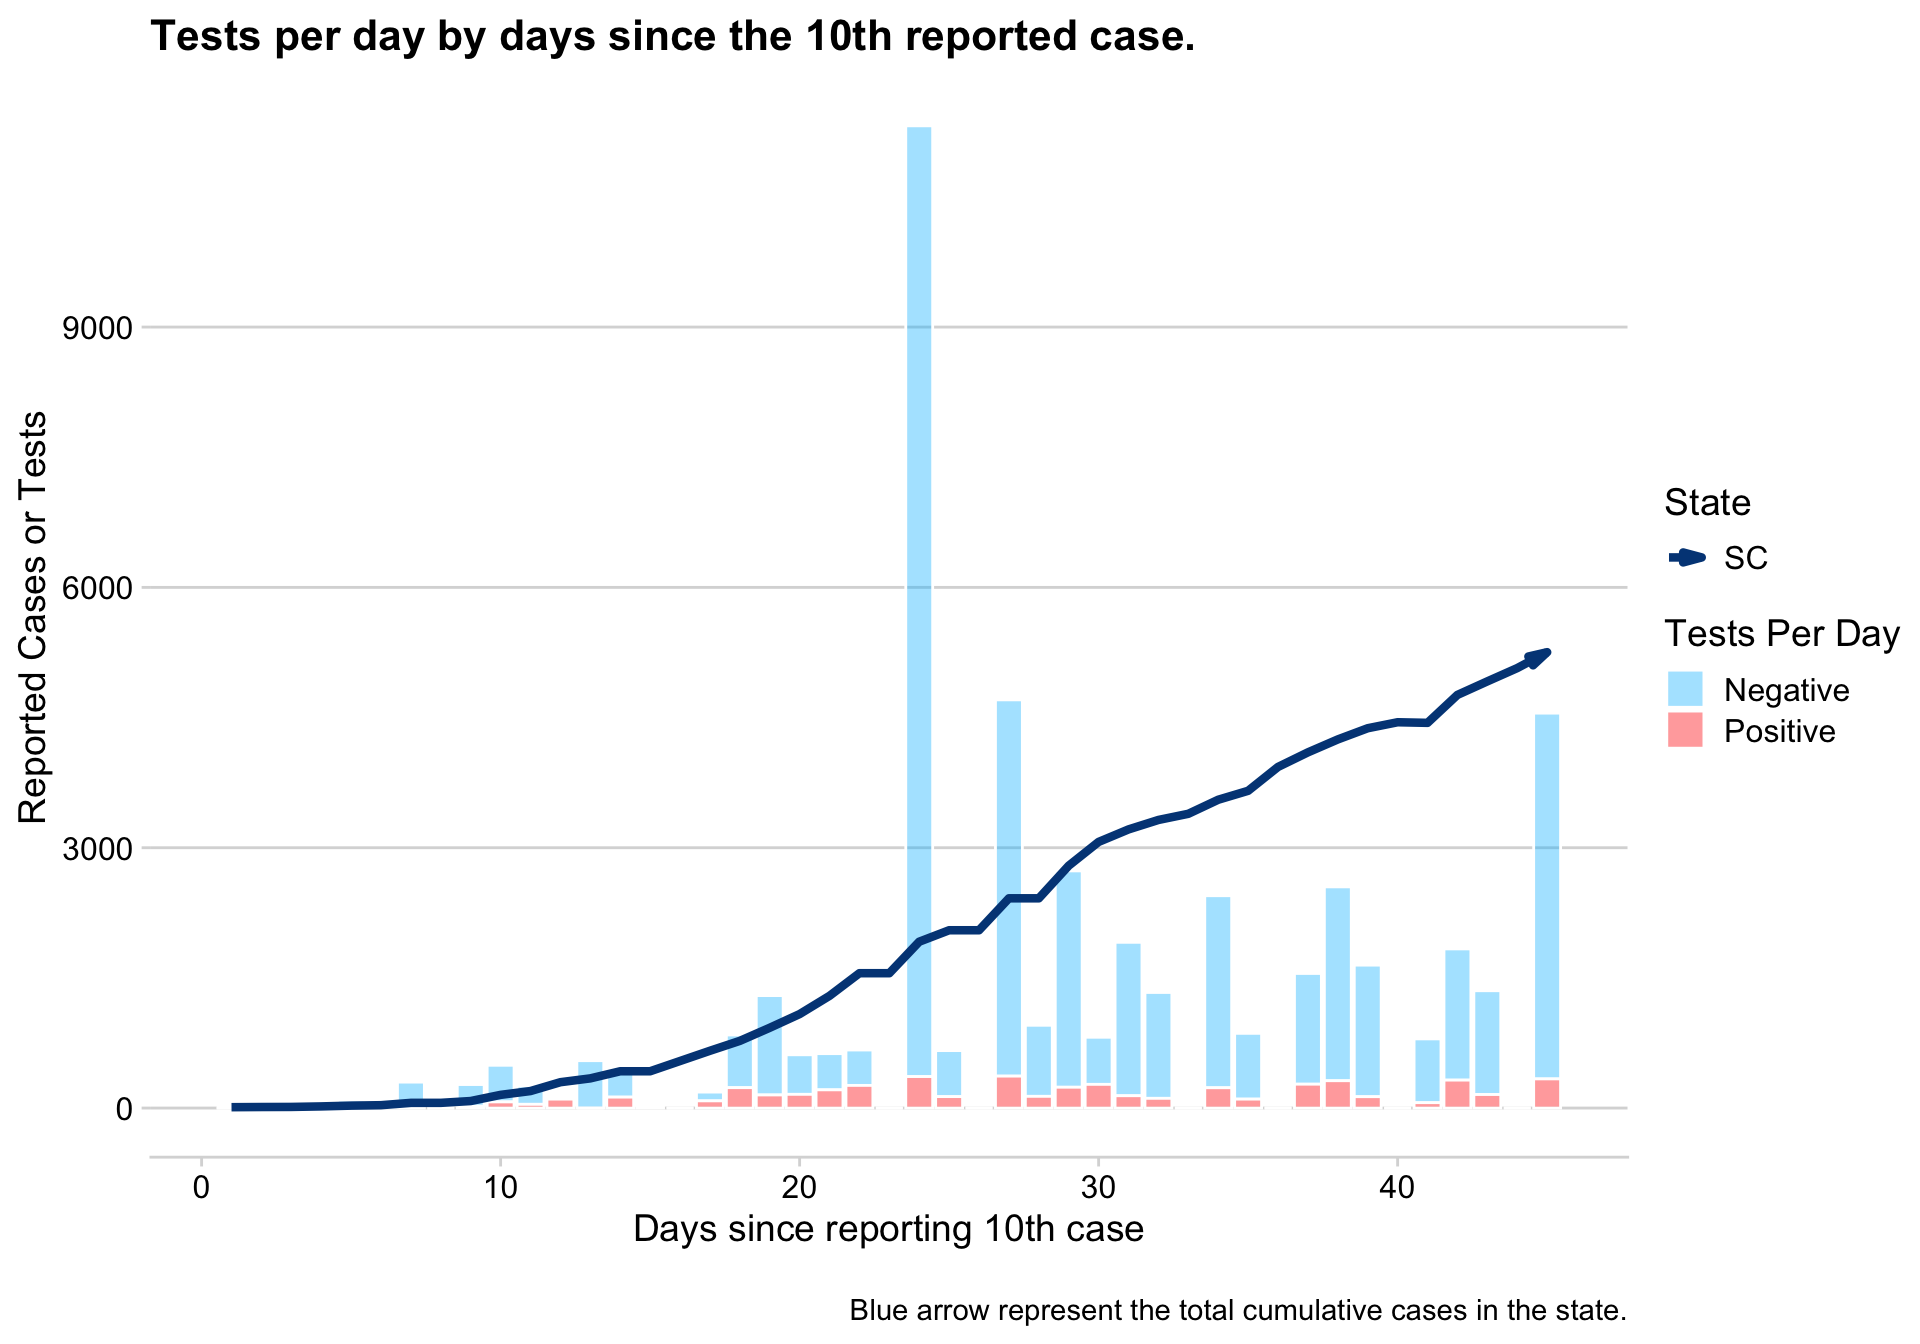 Tests per day by days since the 10th reported case.
Reported Cases or Tests
9000
6000
3000
0
0 10 20 30 40
Days since reporting 10th case
State
SC
Tests Per Day
Negative
Positive
Blue arrow represent the total cumulative cases in the state.